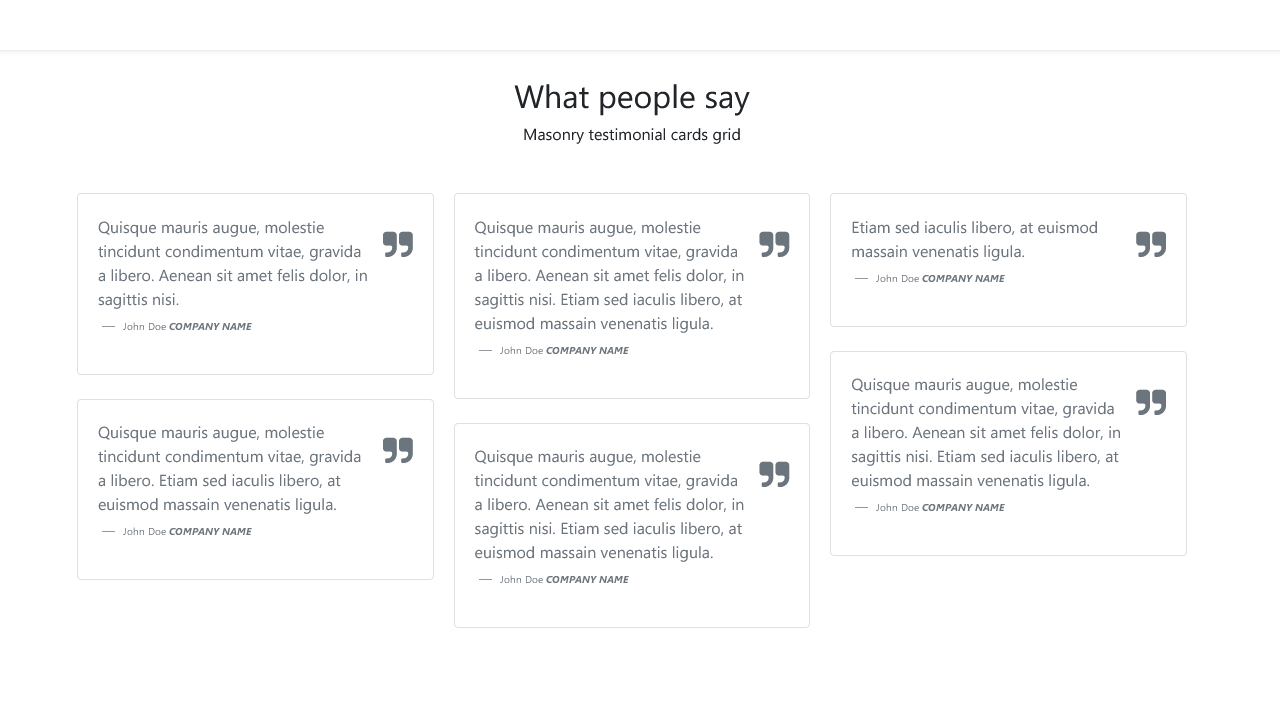 What people say
Masonry testimonial cards grid
Quisque mauris augue, molestie
tincidunt condimentum vitae, gravida
a libero. Aenean sit amet felis dolor, in
sagittis nisi.
— John Doe COMPANY NAME
Quisque mauris augue, molestie
tincidunt condimentum vitae, gravida
a libero. Etiam sed iaculis libero, at
euismod massain venenatis ligula.
— John Doe COMPANY NAME
Quisque mauris augue, molestie
tincidunt condimentum vitae, gravida
a libero. Aenean sit amet felis dolor, in
sagittis nisi. Etiam sed iaculis libero, at
euismod massain venenatis ligula.
— John Doe COMPANY NAME
Quisque mauris augue, molestie
tincidunt condimentum vitae, gravida
a libero. Aenean sit amet felis dolor, in
sagittis nisi. Etiam sed iaculis libero, at
euismod massain venenatis ligula.
— John Doe COMPANY NAME
Etiam sed iaculis libero, at euismod
massain venenatis ligula.
— John Doe COMPANY NAME
Quisque mauris augue, molestie
tincidunt condimentum vitae, gravida
a libero. Aenean sit amet felis dolor, in
sagittis nisi. Etiam sed iaculis libero, at
euismod massain venenatis ligula.
— John Doe COMPANY NAME